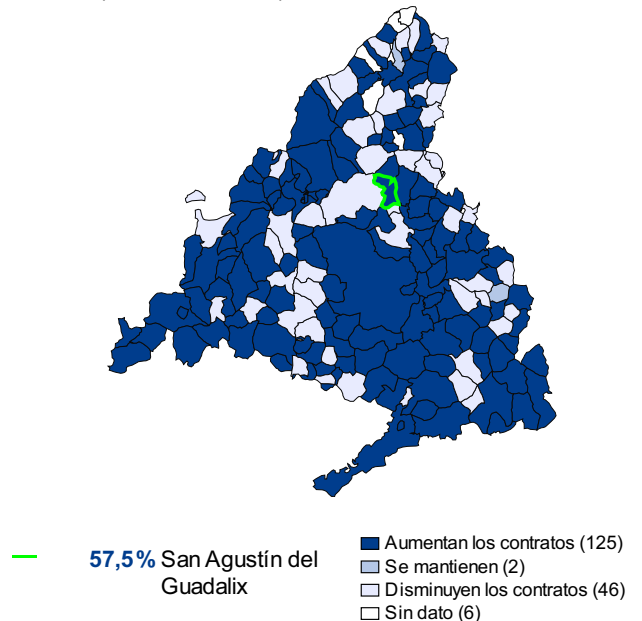 57,5% San Agustín del
Guadalix
Aumentan los contratos (125)
Se mantienen (2)
Disminuyen los contratos (46)
Sin dato (6)